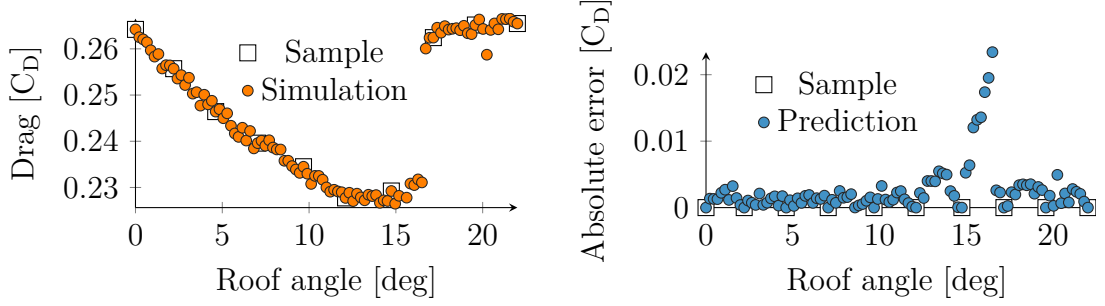 Drag [C_D]
0.26
0.25
0.24
0.23
Sample
Simulation
0 5 10 15 20
Roof angle [deg]
Absolute error [C_D]
0.02
0.01
0
Sample
Prediction
0 5 10 15 20
Roof angle [deg]